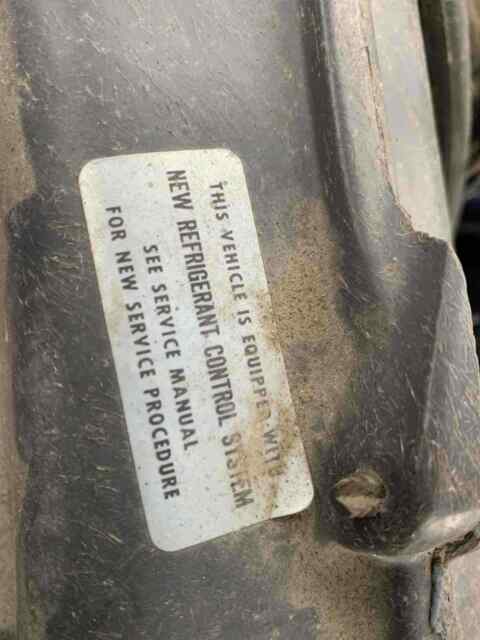 THIS VEHICLE IS EQUIPPED WITH
NEW REFRIGERANT CONTROL SYSTEM
SEE SERVICE MANUAL
FOR NEW SERVICE PROCEDURE